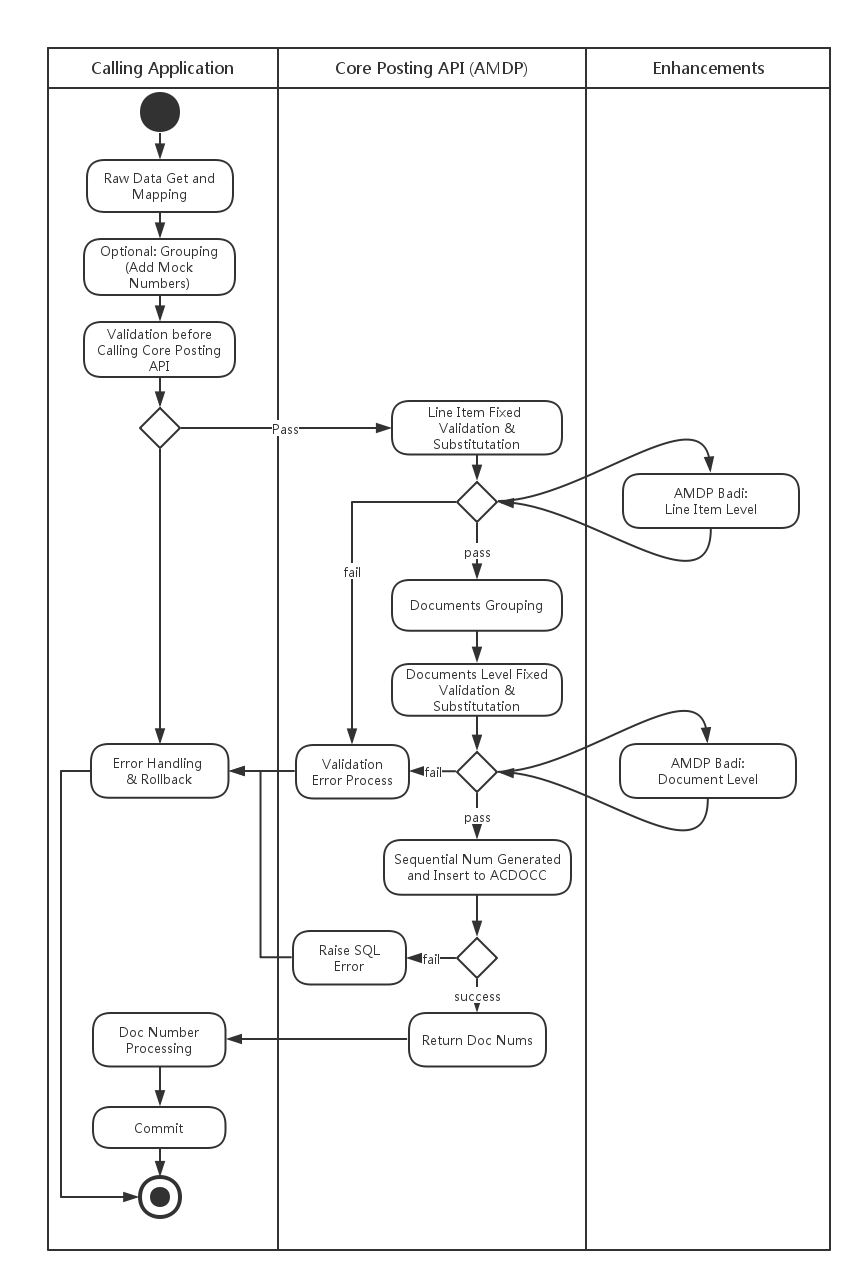 Calling Application
Core Posting API (AMDP)
Enhancements
Raw Data Get and
Mapping
Optional: Grouping
(Add Mock
Numbers)
Validation before
Calling Core Posting
API
Pass
Line Item Fixed
Validation &
Substitutation
AMDP Badi:
Line Item Level
pass
fail
Documents Grouping
Documents Level Fixed
Validation &
Substitutation
Error Handling
& Rollback
Validation
Error Process
fail
AMDP Badi:
Document Level
pass
Sequential Num Generated
and Insert to ACDOCC
Raise SQL
Error
fail
success
Doc Number
Processing
Return Doc Nums
Commit